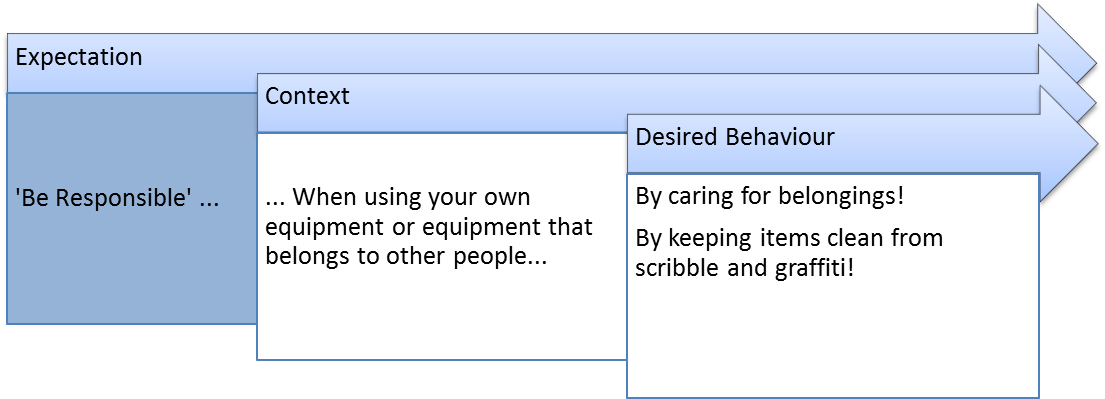 Expectation
Context
Desired Behaviour
'Be Responsible' ...
... When using your own
equipment or equipment that
belongs to other people...
By caring for belongings!
By keeping items clean from
scribble and graffiti!